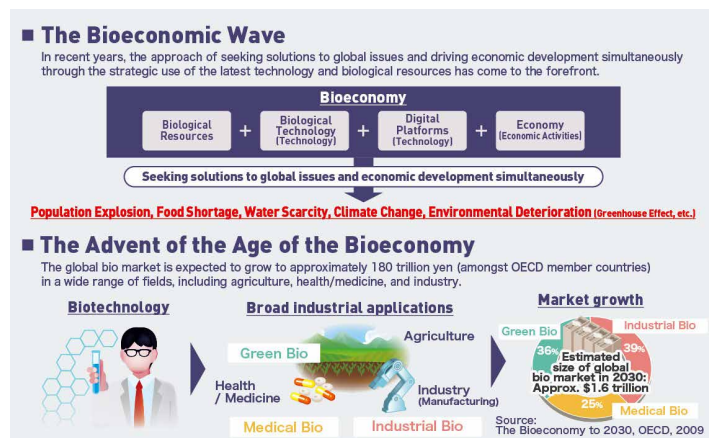 ■ The Bioeconomic Wave
In recent years, the approach of seeking solutions to global issues and driving economic development simultaneously
through the strategic use of the latest technology and biological resources has come to the forefront.
Bioeconomy
Biological
Resources
+
Biological
Technology
(Technology)
+
Digital
Platforms
(Technology)
+
Economy
(Economic Activities)
Seeking solutions to global issues and economic development simultaneously
Population Explosion, Food Shortage, Water Scarcity, Climate Change, Environmental Deterioration (Greenhouse Effect, etc.)
■ The Advent of the Age of the Bioeconomy
The global bio market is expected to grow to approximately 180 trillion yen (amongst OECD member countries)
in a wide range of fields, including agriculture, health/medicine, and industry.
Biotechnology
Broad industrial applications
Agriculture
Green Bio
Health
/ Medicine
Industry
(Manufacturing)
Medical Bio
Industrial Bio
Market growth
Green Bio
Industrial Bio
36%
39%
Estimated
size of global
bio market in 2030:
Approx. $1.6 trillion
25%
Medical Bio
Source:
The Bioeconomy to 2030, OECD, 2009